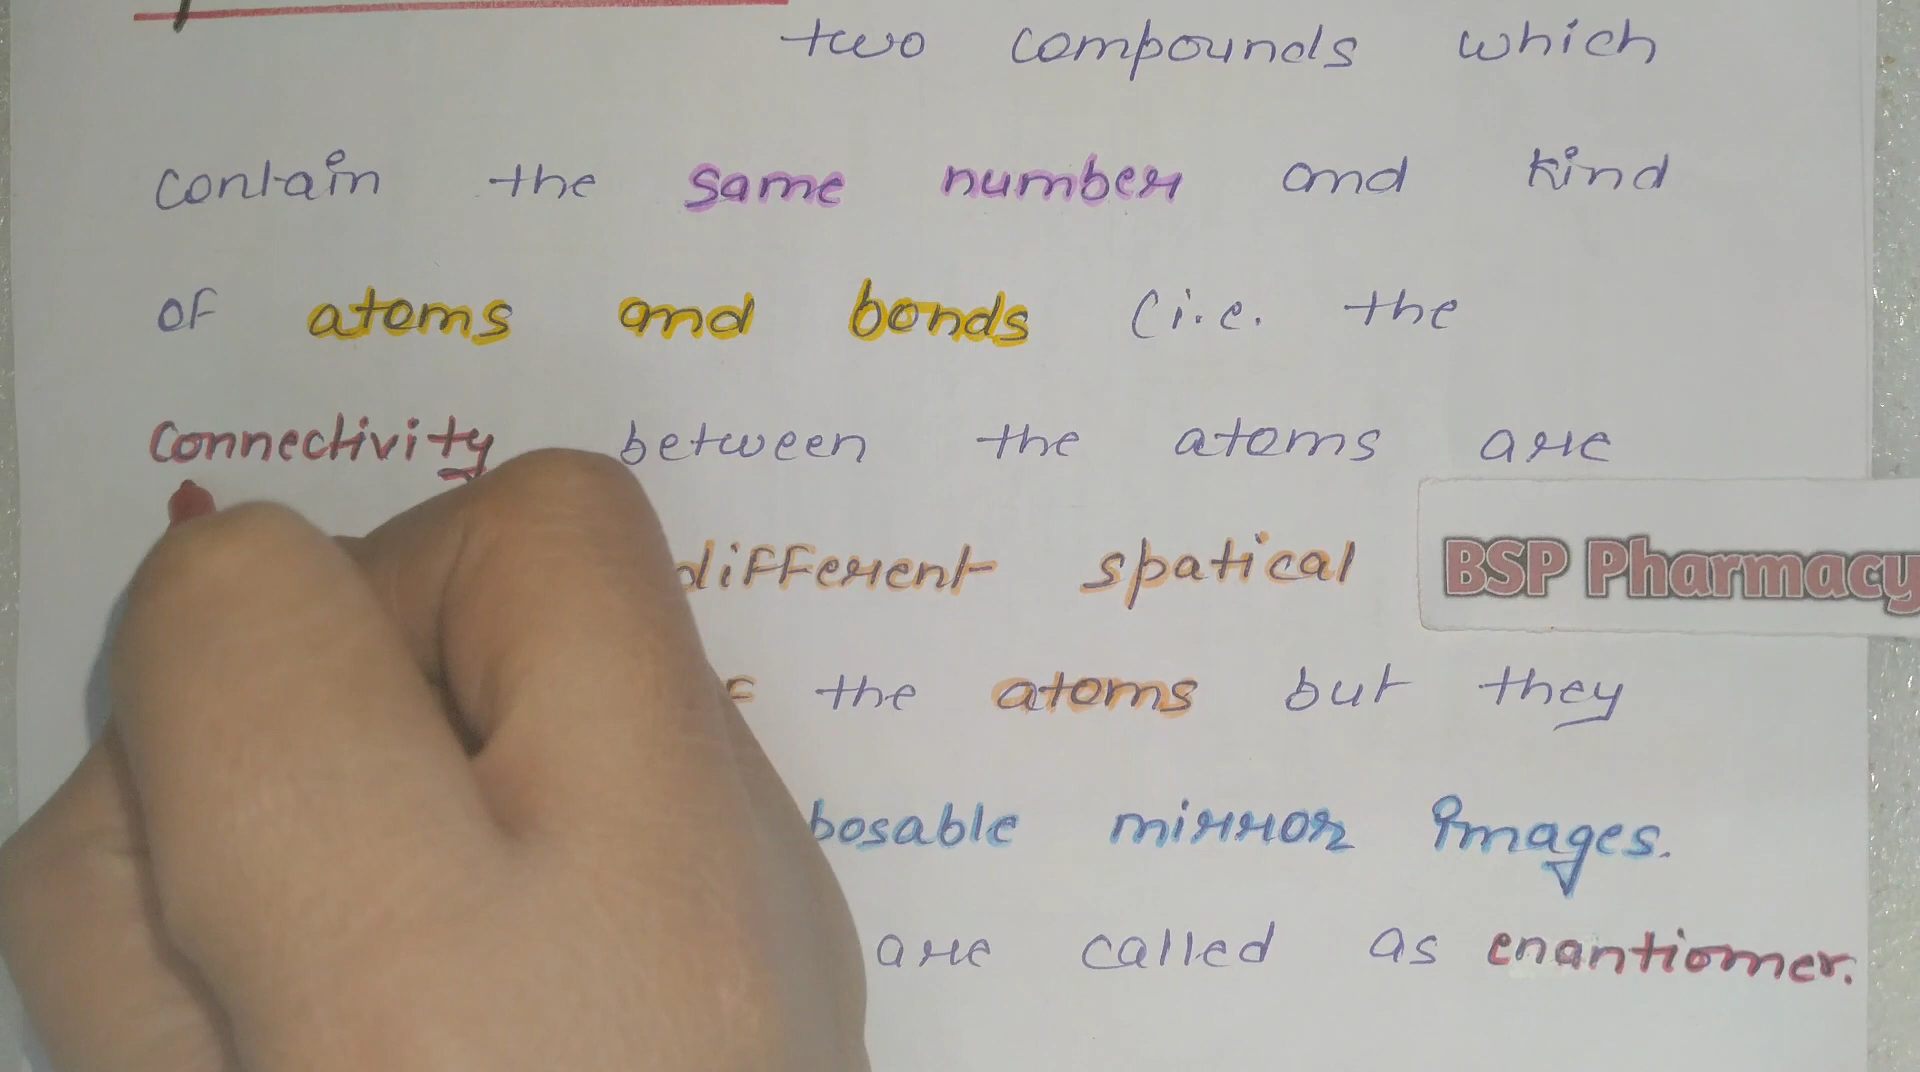 two compounds which
contain the same number and kind
of atoms and bonds (i.e. the
connectivity between the atoms are
different spatical
BSP Pharmacy
the atoms but they
mirror images.
are called as enantiomer.